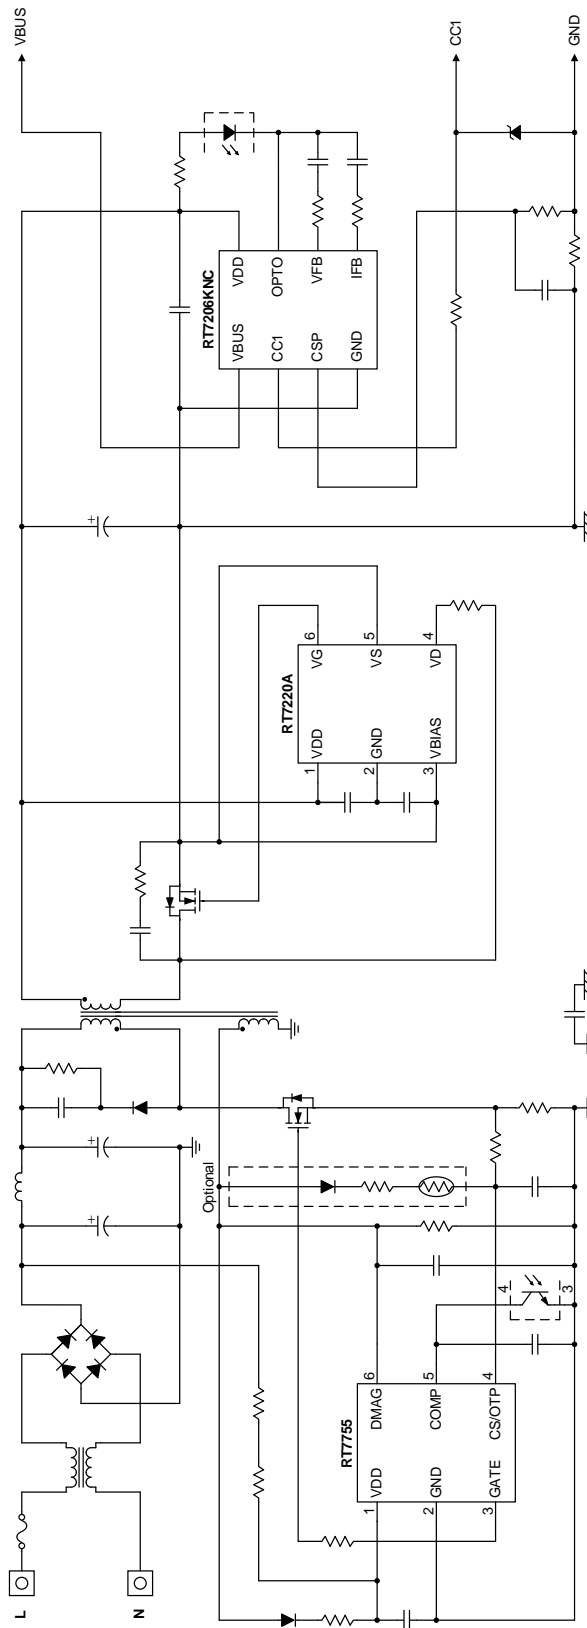 VBUS
CC1
GND
RT7206KNC
VBUS
VDD
CC1
OPTO
CSP
VFB
GND
IFB
+
RT7220A
1
VDD
VG
6
2
GND
VS
5
3
VBIAS
VD
4
Optional
+
+
4
3
RT7755
1
VDD
DMAG
6
2
GND
COMP
5
3
GATE
CS/OTP
4
L
N